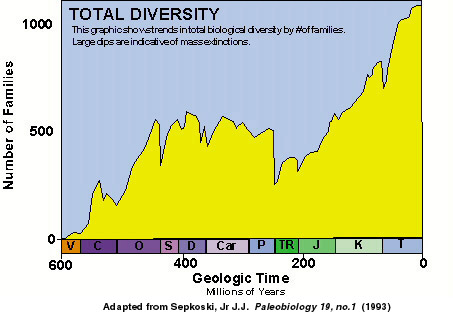 TOTAL DIVERSITY
This graphic shows trends in total biological diversity by # of families.
Large dips are indicative of mass extinctions.
Number of Families
1000
500
0
V C O S D Car P TR J K T
600 400 200 0
Geologic Time
Millions of Years
Adapted from Sepkoski, Jr J.J. Paleobiology 19, no.1 (1993)